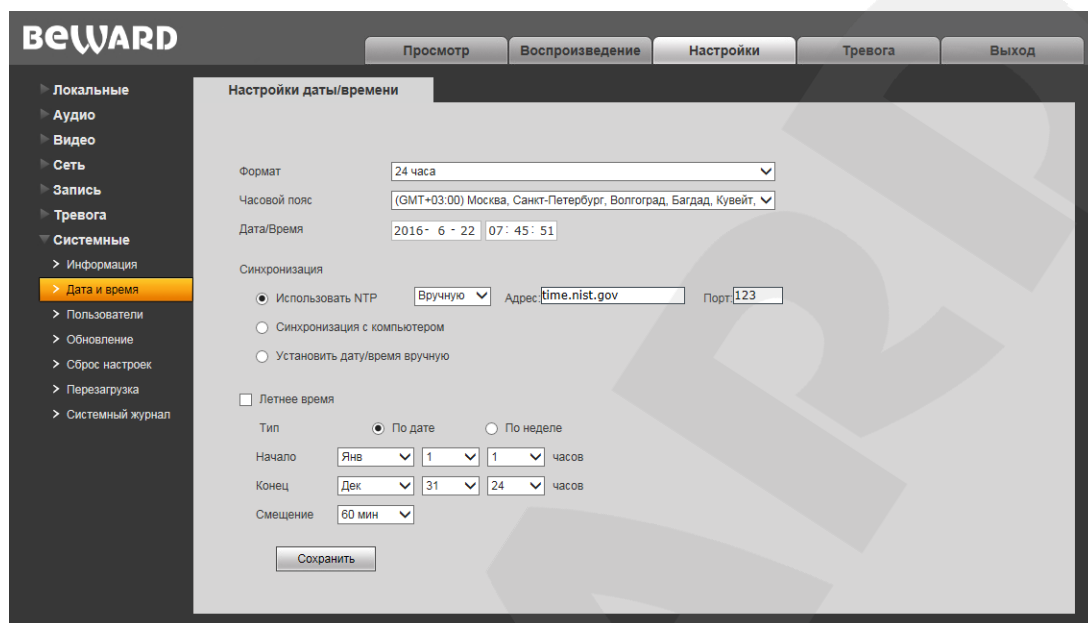 BEWARD
Просмотр Воспроизведение Настройки Тревога Выход
Локальные
Аудио
Видео
Сеть
Запись
Тревога
Системные
> Информация
> Дата и время
> Пользователи
> Обновление
> Сброс настроек
> Перезагрузка
> Системный журнал
Настройки даты/времени
Формат 24 часа
Часовой пояс (GMT+03:00) Москва, Санкт-Петербург, Волгоград, Багдад, Кувейт,
Дата/Время 2016- 6 - 22 07: 45: 51
Синхронизация
Использовать NTP Вручную Адрес: time.nist.gov Порт: 123
Синхронизация с компьютером
Установить дату/время вручную
Летнее время
Тип По дате По неделе
Начало Янв 1 1 часов
Конец Дек 31 24 часов
Смещение 60 мин
Сохранить